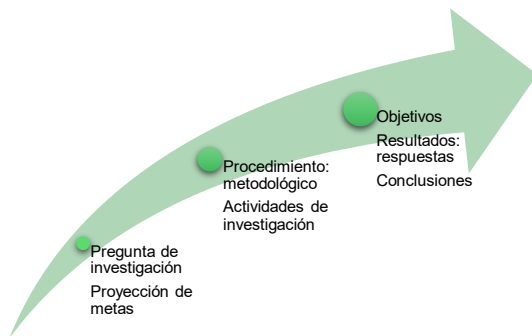 Pregunta de
investigación
Proyección de
metas
Procedimiento:
metodológico
Actividades de
investigación
Objetivos
Resultados:
respuestas
Conclusiones